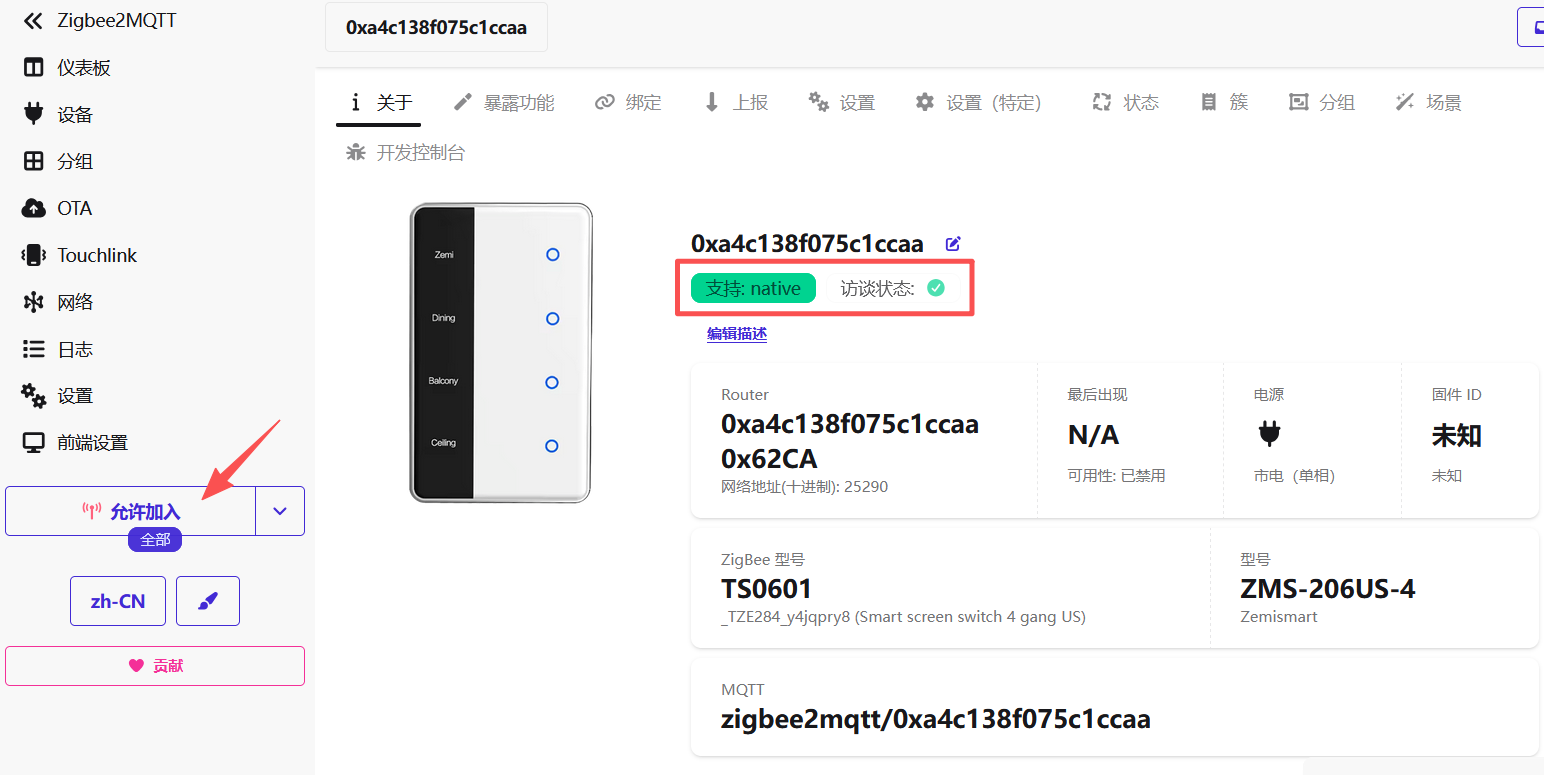 Zigbee2MQTT
仪表板
设备
分组
OTA
Touchlink
网络
日志
设置
前端设置
允许加入
全部
zh-CN
贡献
0xa4c138f075c1ccaa
关于 暴露功能 绑定 上报 设置 设置（特定） 状态 簇 分组 场景
开发控制台
Zemi
Dining
Balcony
Ceiling
0xa4c138f075c1ccaa
支持: native 访谈状态:
编辑描述
Router
0xa4c138f075c1ccaa
0x62CA
网络地址(十进制): 25290
最后出现
N/A
可用性: 已禁用
电源
市电（单相）
固件 ID
未知
未知
ZigBee 型号
TS0601
_TZE284_y4jqpry8 (Smart screen switch 4 gang US)
型号
ZMS-206US-4
Zemismart
MQTT
zigbee2mqtt/0xa4c138f075c1ccaa